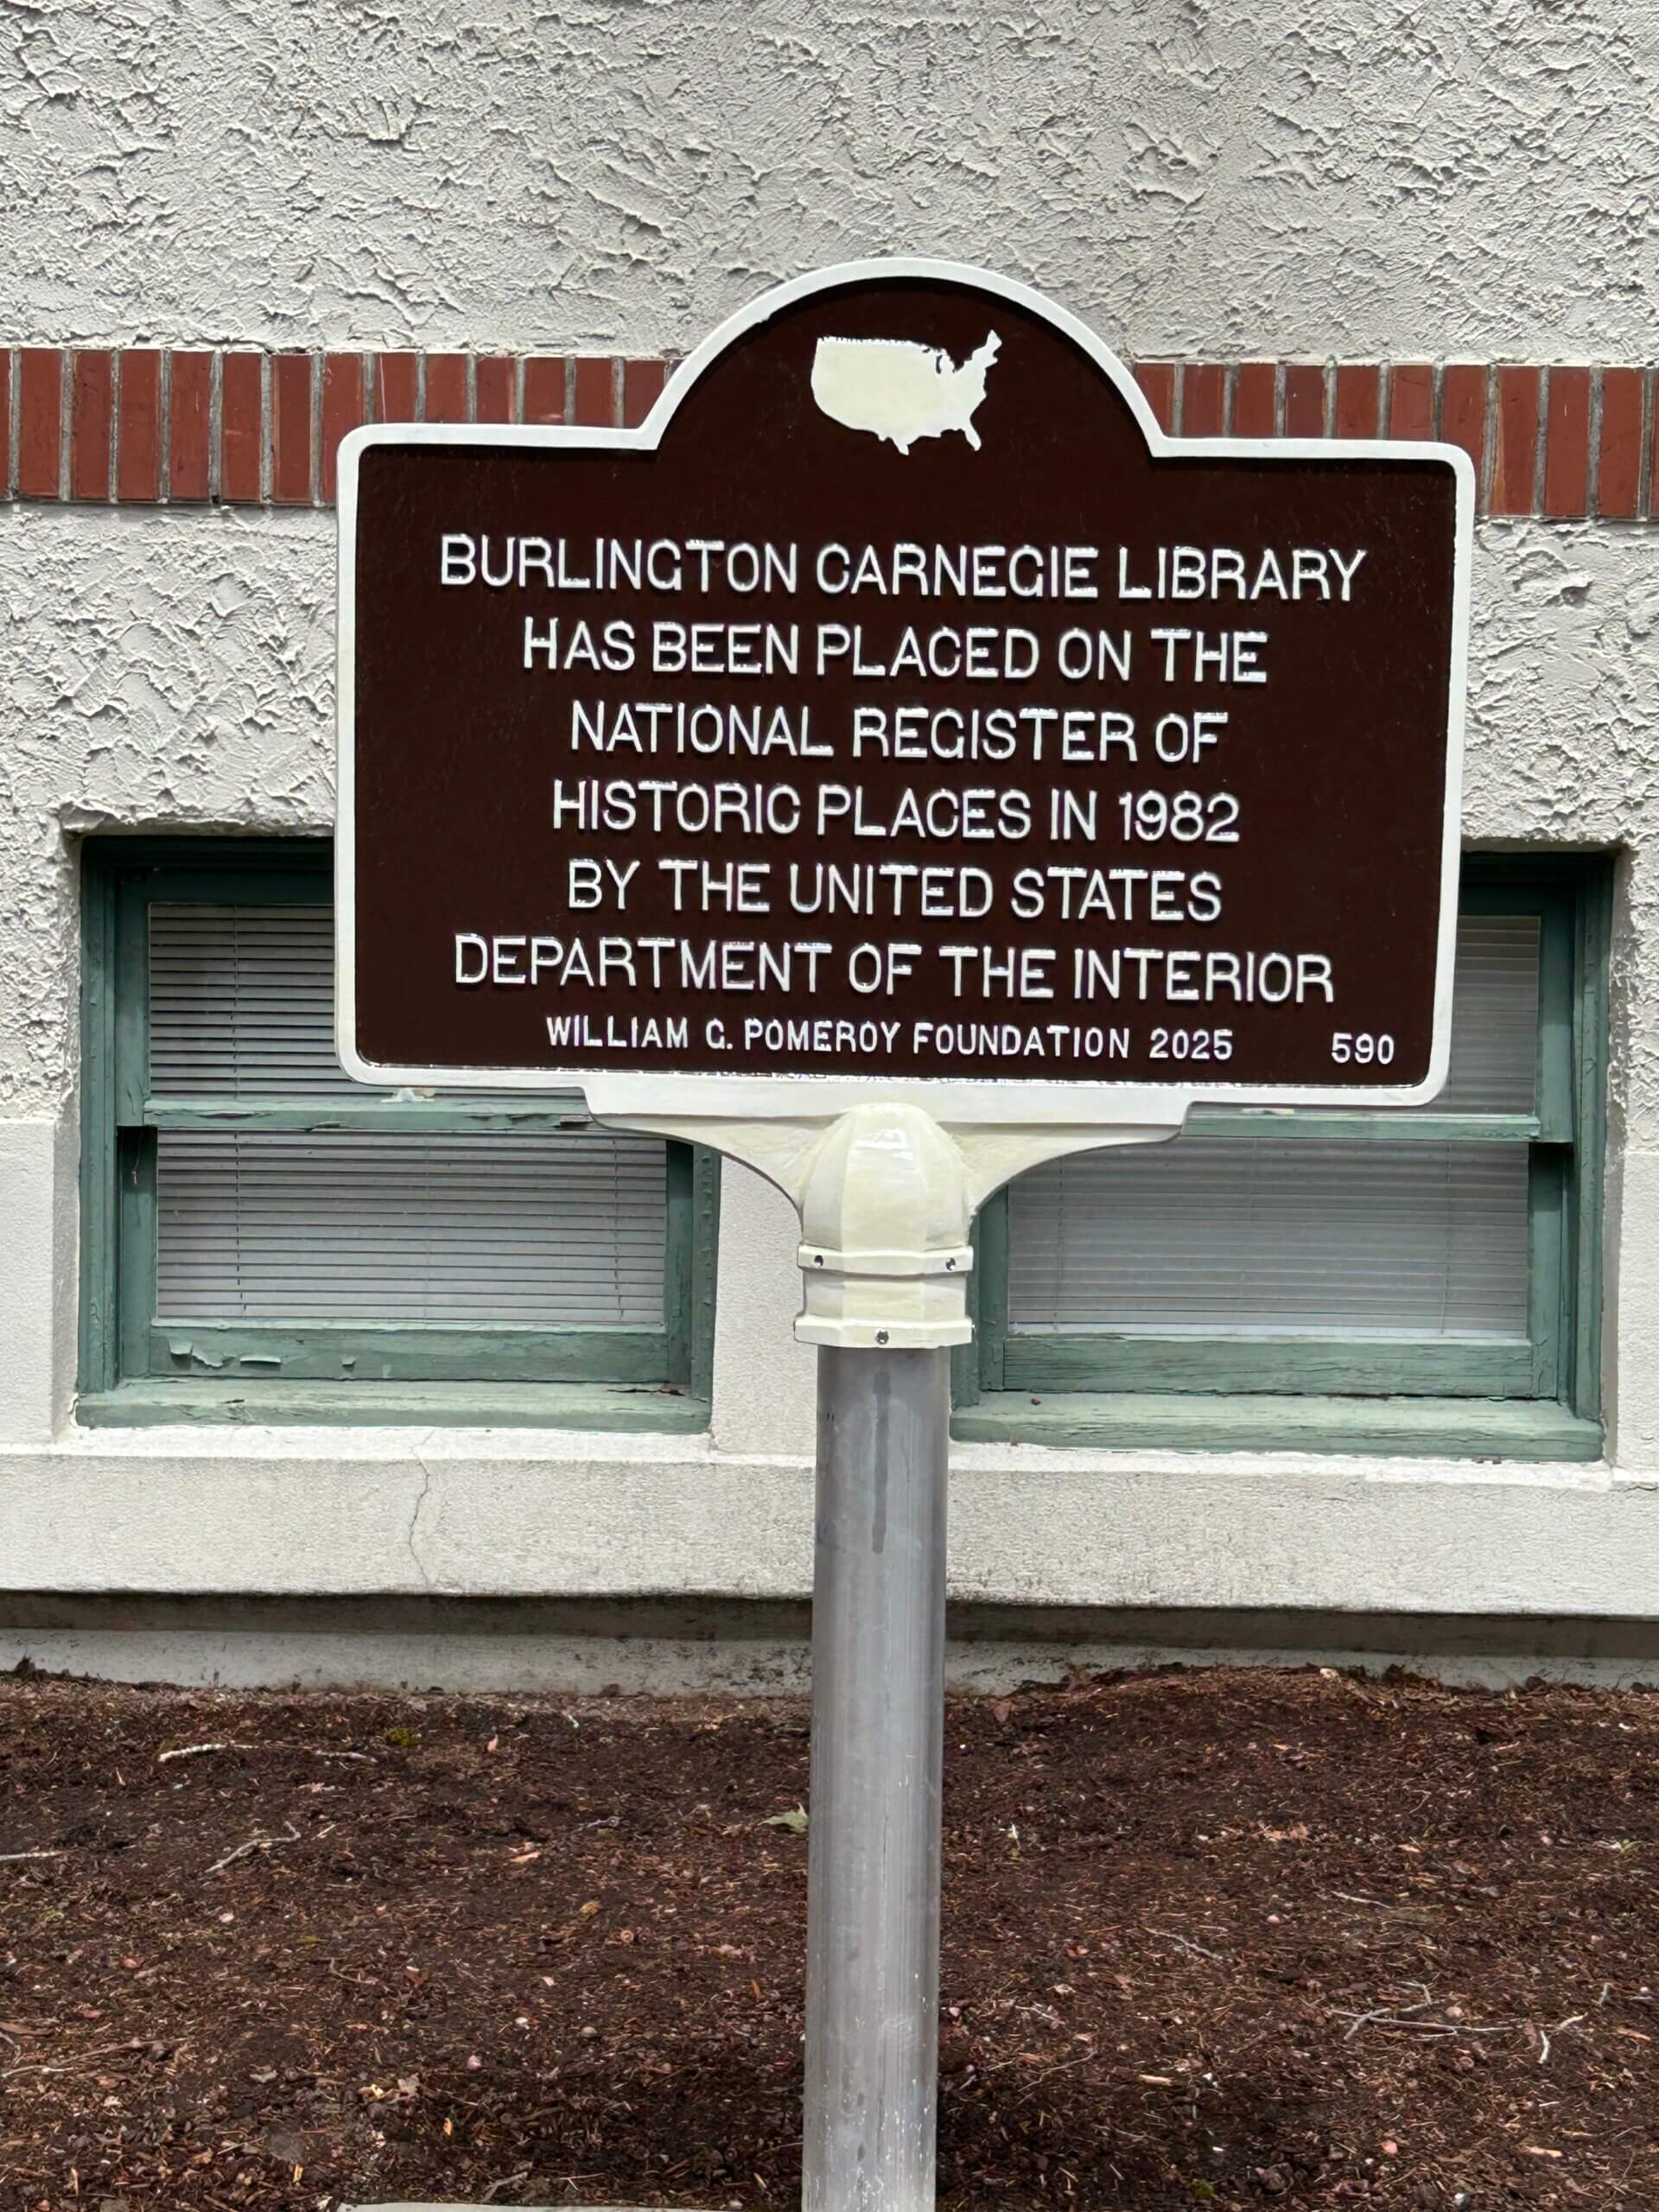 BURLINGTON CARNEGIE LIBRARY
HAS BEEN PLACED ON THE
NATIONAL REGISTER OF
HISTORIC PLACES IN 1982
BY THE UNITED STATES
DEPARTMENT OF THE INTERIOR
WILLIAM G. POMEROY FOUNDATION 2025 590